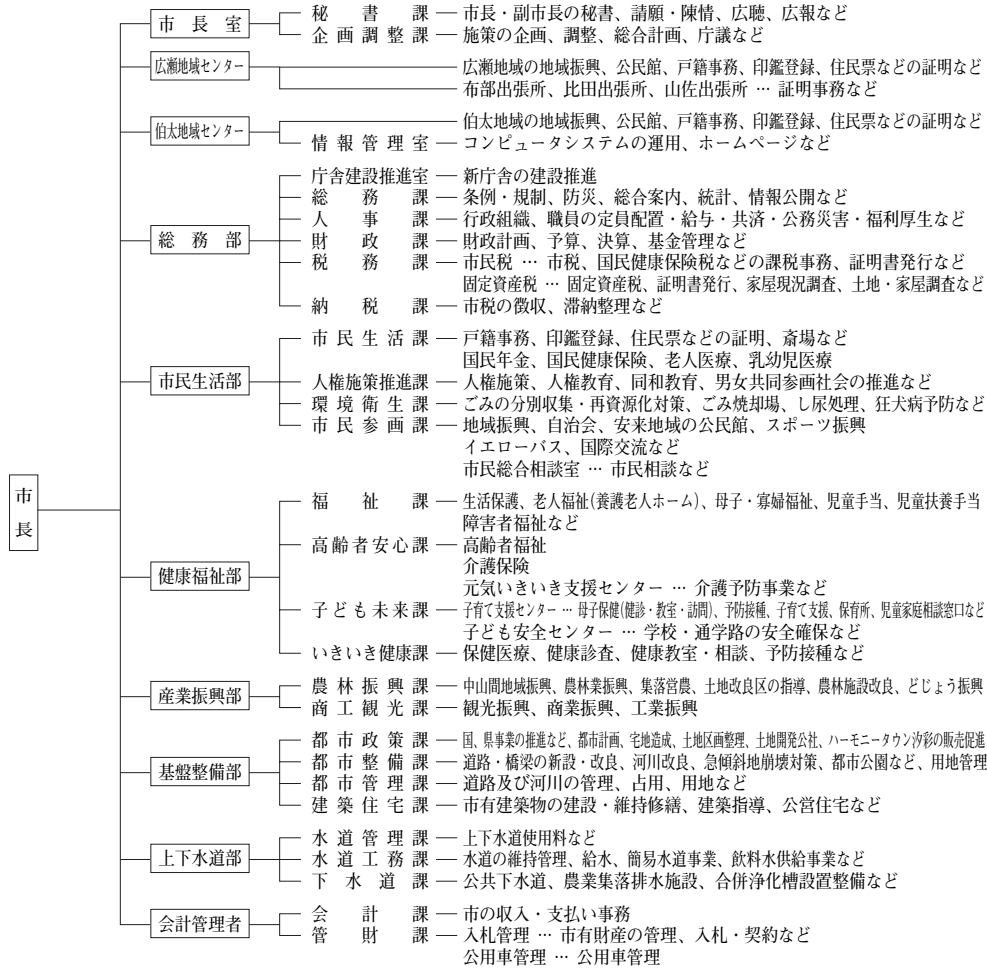 市長
市長室
秘書課 市長・副市長の秘書、請願・陳情、広聴、広報など
企画調整課 施策の企画、調整、総合計画、庁議など
広瀬地域センター 広瀬地域の地域振興、公民館、戸籍事務、印鑑登録、住民票などの証明など
布部出張所、比田出張所、山佐出張所 … 証明事務など
伯太地域センター 伯太地域の地域振興、公民館、戸籍事務、印鑑登録、住民票などの証明など
情報管理室 コンピュータシステムの運用、ホームページなど
総務部
庁舎建設推進室 新庁舎の建設推進
総務課 条例・規制、防災、総合案内、統計、情報公開など
人事課 行政組織、職員の定員配置・給与・共済・公務災害・福利厚生など
財政課 財政計画、予算、決算、基金管理など
税務課 市民税 … 市税、国民健康保険税などの課税事務、証明書発行など
固定資産税 … 固定資産税、証明書発行、家屋現況調査、土地・家屋調査など
納税課 市税の徴収、滞納整理など
市民生活部
市民生活課 戸籍事務、印鑑登録、住民票などの証明、斎場など
国民年金、国民健康保険、老人医療、乳幼児医療
人権施策推進課 人権施策、人権教育、同和教育、男女共同参画社会の推進など
環境衛生課 ごみの分別収集・再資源化対策、ごみ焼却場、し尿処理、狂犬病予防など
市民参画課 地域振興、自治会、安来地域の公民館、スポーツ振興
イエローバス、国際交流など
市民総合相談室 … 市民相談など
健康福祉部
福祉課 生活保護、老人福祉(養護老人ホーム)、母子・寡婦福祉、児童手当、児童扶養手当
障害者福祉など
高齢者安心課 高齢者福祉
介護保険
元気いきいき支援センター … 介護予防事業など
子ども未来課 子育て支援センター … 母子保健(健診・教室・訪問)、予防接種、子育て支援、保育所、児童家庭相談窓口など
子ども安全センター … 学校・通学路の安全確保など
いきいき健康課 保健医療、健康診査、健康教室・相談、予防接種など
産業振興部
農林振興課 中山間地域振興、農林業振興、集落営農、土地改良区の指導、農林施設改良、どじょう振興
商工観光課 観光振興、商業振興、工業振興
基盤整備部
都市政策課 国、県事業の推進など、都市計画、宅地造成、土地区画整理、土地開発公社、ハーモニータウン汐彩の販売促進
都市整備課 道路・橋梁の新設・改良、河川改良、急傾斜地崩壊対策、都市公園など、用地管理
都市管理課 道路及び河川の管理、占用、用地など
建築住宅課 市有建築物の建設・維持修繕、建築指導、公営住宅など
上下水道部
水道管理課 上下水道使用料など
水道工務課 水道の維持管理、給水、簡易水道事業、飲料水供給事業など
下水道課 公共下水道、農業集落排水施設、合併浄化槽設置整備など
会計管理者
会計課 市の収入・支払い事務
管財課 入札管理 … 市有財産の管理、入札・契約など
公用車管理 … 公用車管理